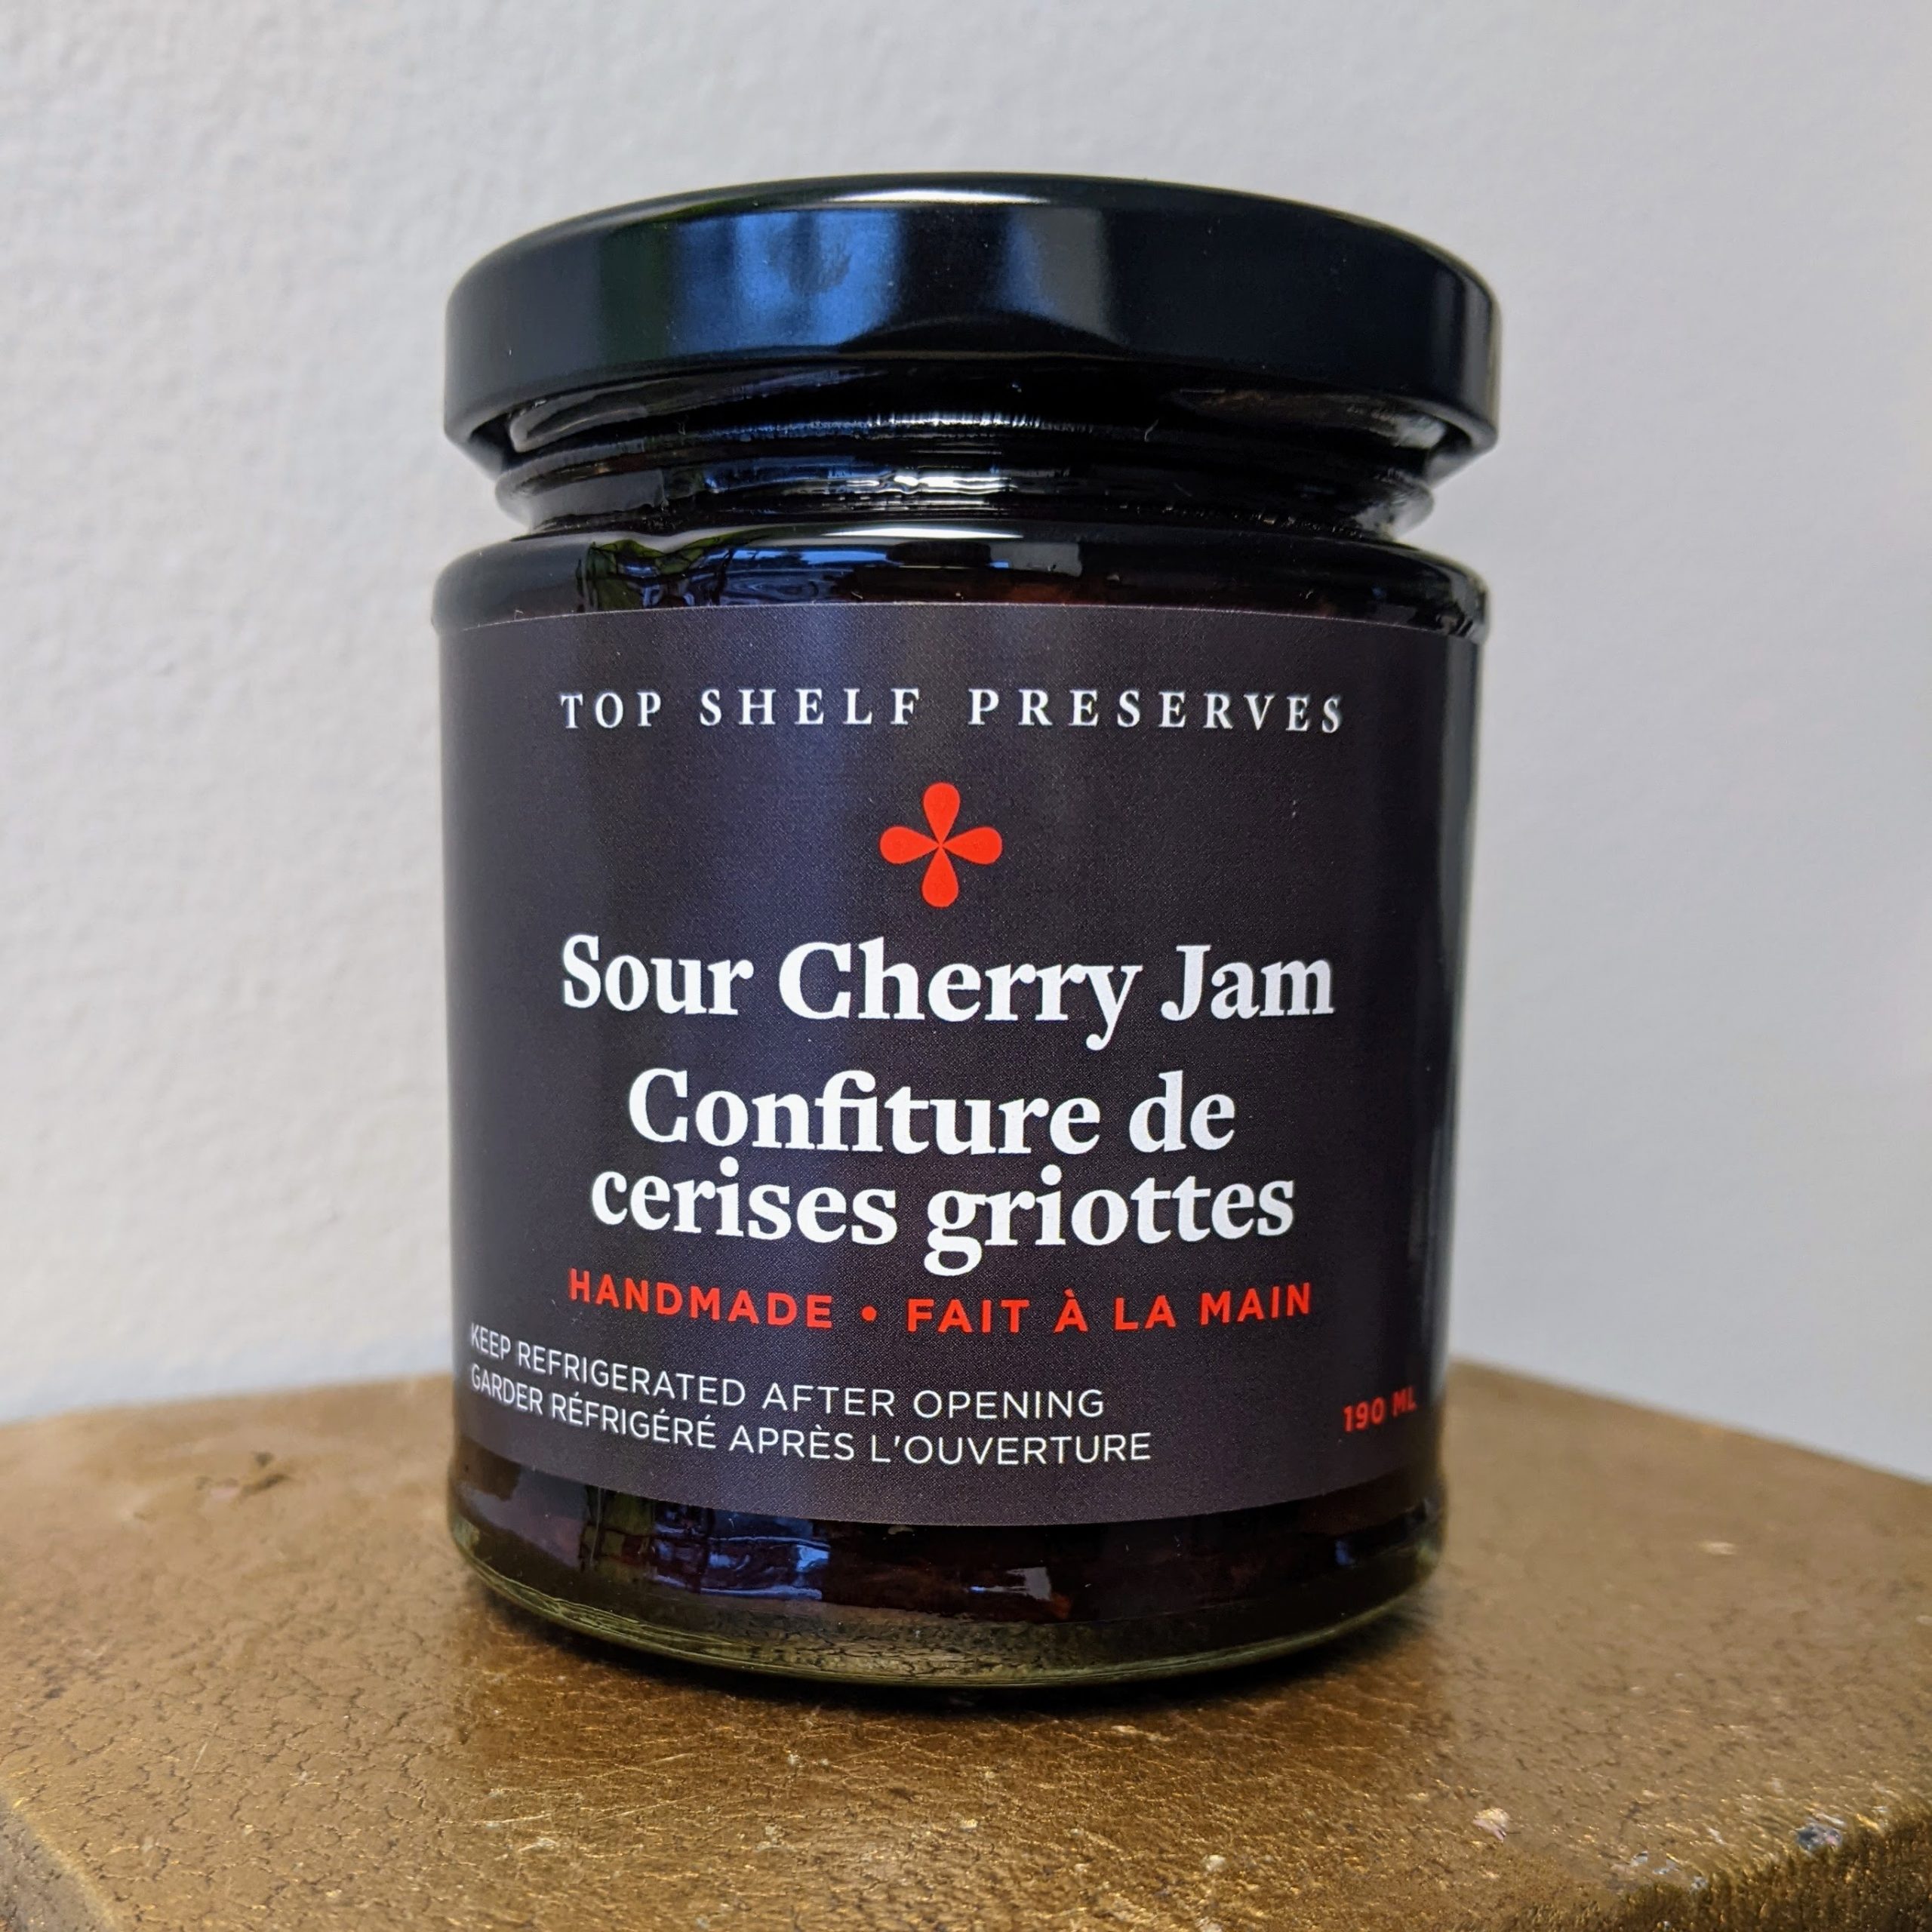 TOP SHELF PRESERVES
Sour Cherry Jam
Confiture de
cerises griottes
HANDMADE • FAIT À LA MAIN
KEEP REFRIGERATED AFTER OPENING
GARDER RÉFRIGÉRÉ APRÈS L'OUVERTURE
190 ML